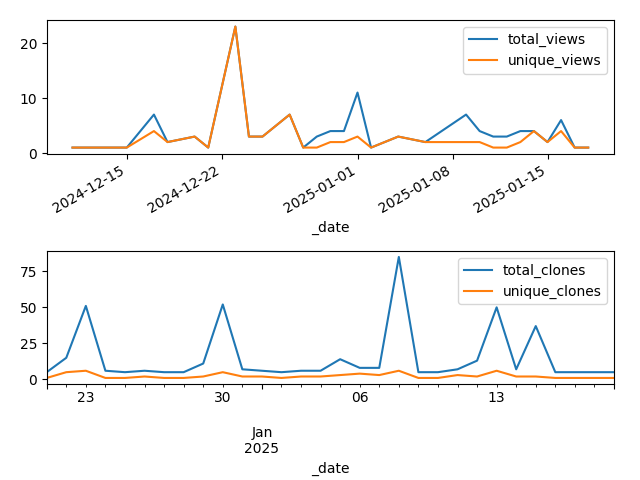 20
10
0
total_views
unique_views
2024-12-15
2024-12-22
2025-01-01
2025-01-08
2025-01-15
_date
75
50
25
0
total_clones
unique_clones
23
30
06
13
Jan
2025
_date